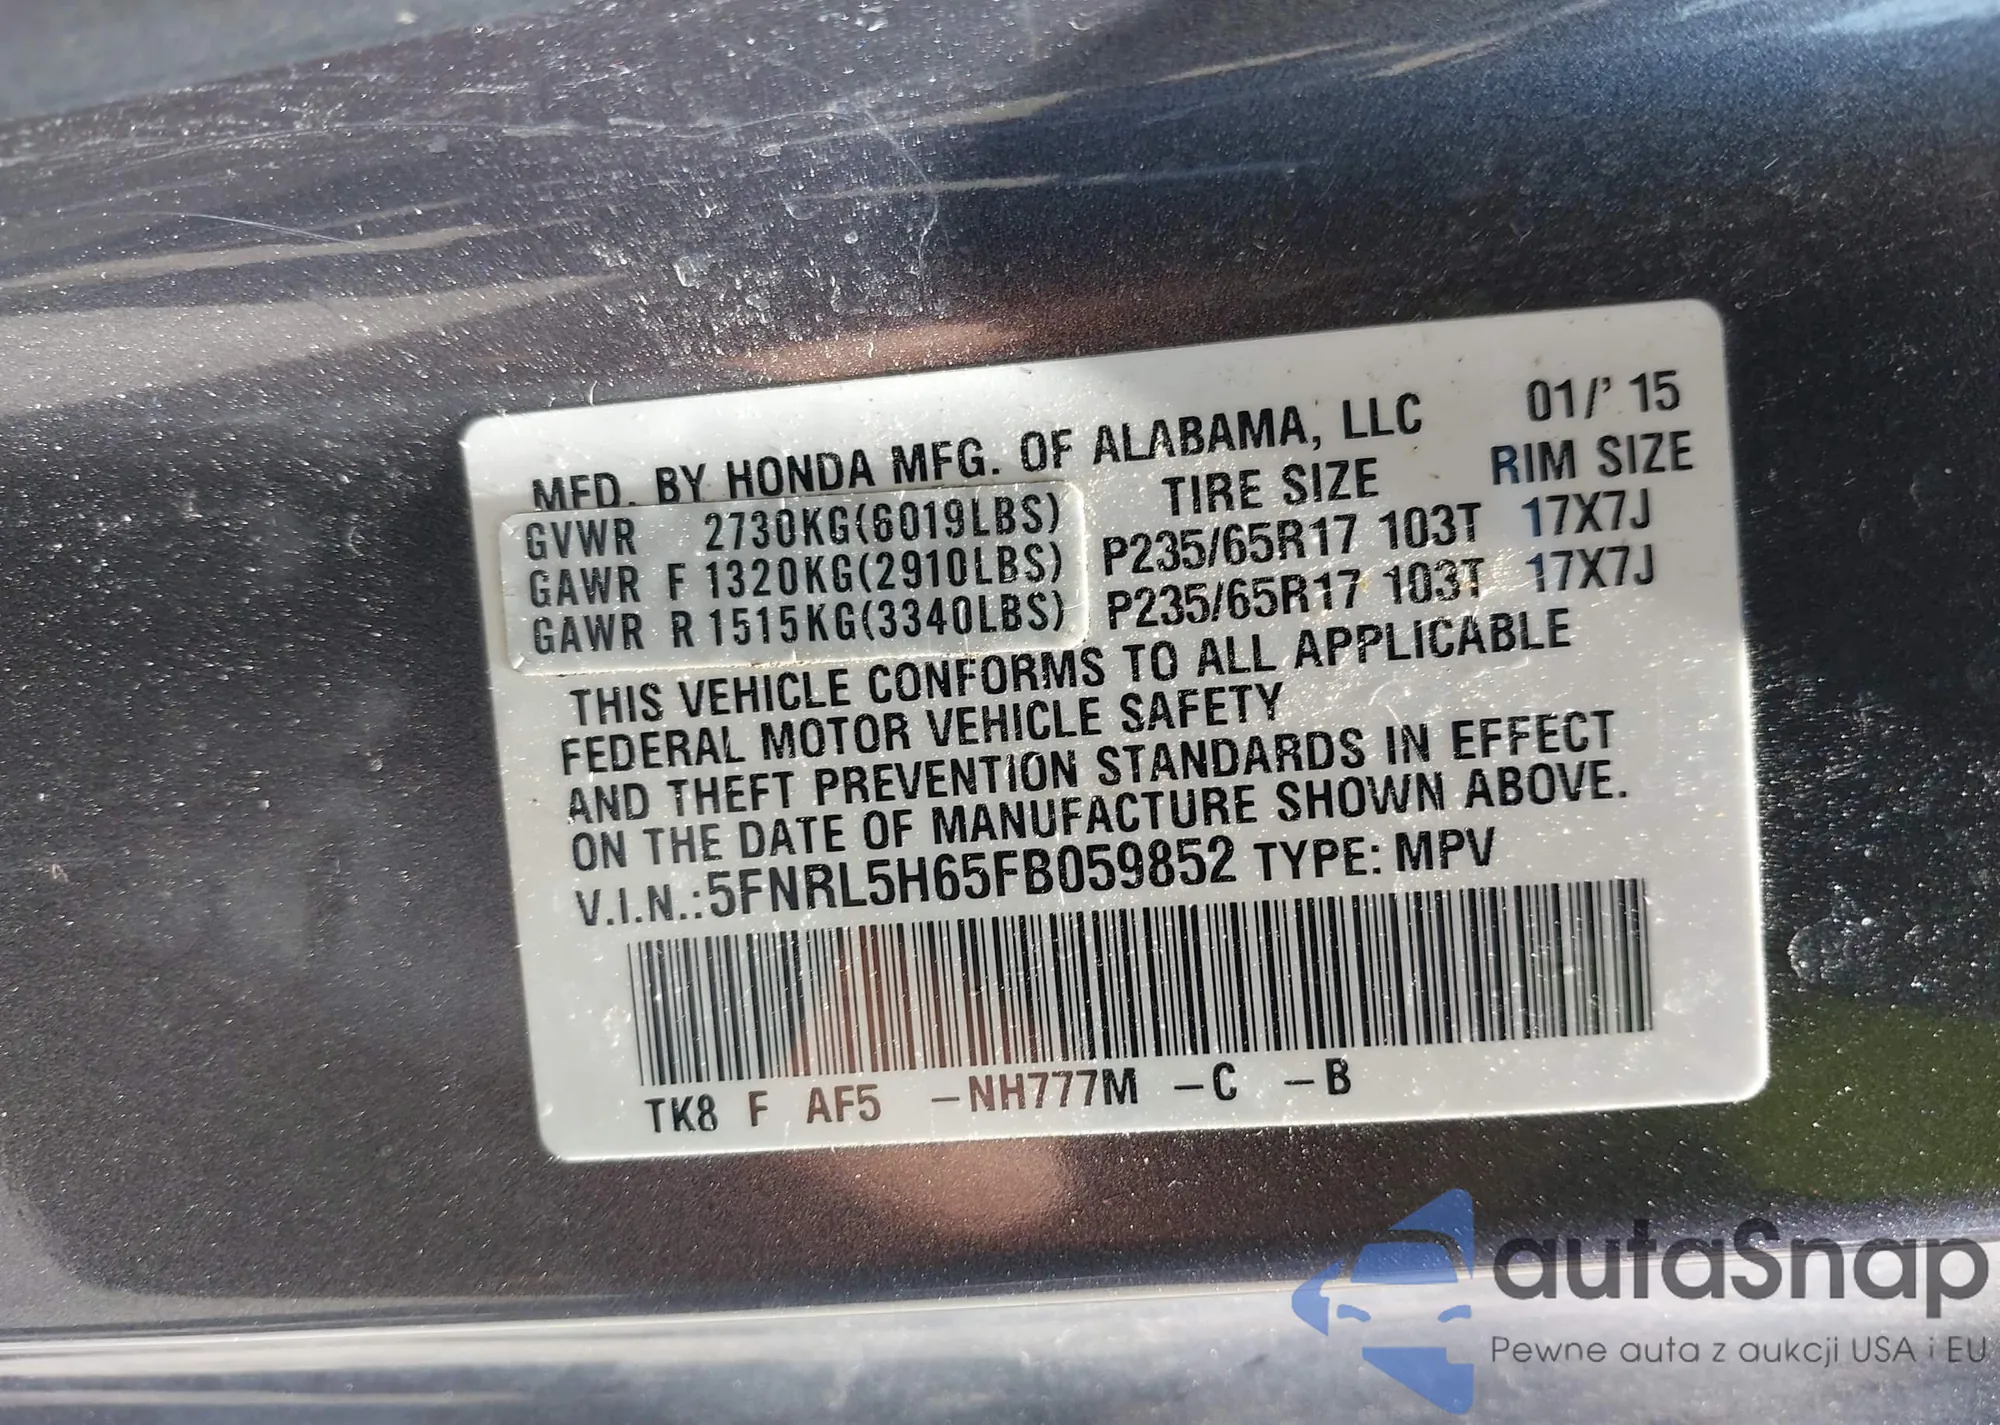 MFD. BY HONDA MFG. OF ALABAMA, LLC 01/' 15
TIRE SIZE RIM SIZE
GVWR 2730KG(6019LBS)
GAWR F 1320KG(2910LBS) P235/65R17 103T 17X7J
GAWR R 1515KG(3340LBS) P235/65R17 103T 17X7J
THIS VEHICLE CONFORMS TO ALL APPLICABLE
FEDERAL MOTOR VEHICLE SAFETY
AND THEFT PREVENTION STANDARDS IN EFFECT
ON THE DATE OF MANUFACTURE SHOWN ABOVE.
V.I.N.:5FNRL5H65FB059852 TYPE: MPV
TK8 F AF5 –NH777M –C –B
autaSnap
Pewne auta z aukcji USA i EU